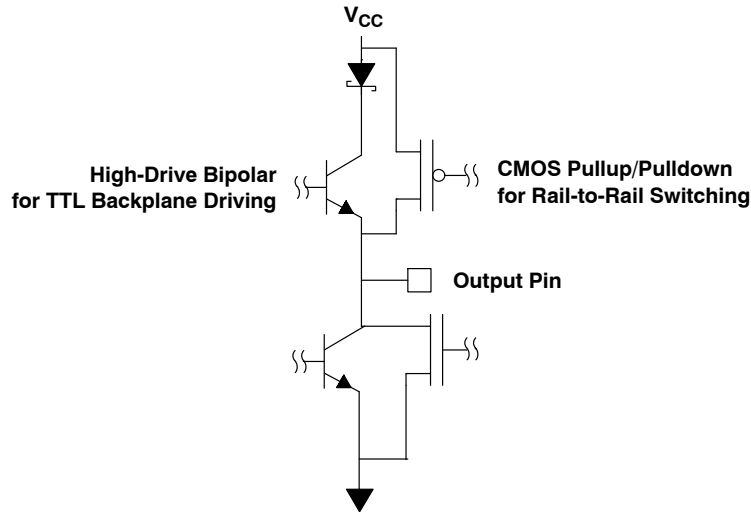 VCC
High-Drive Bipolar
for TTL Backplane Driving
CMOS Pullup/Pulldown
for Rail-to-Rail Switching
Output Pin